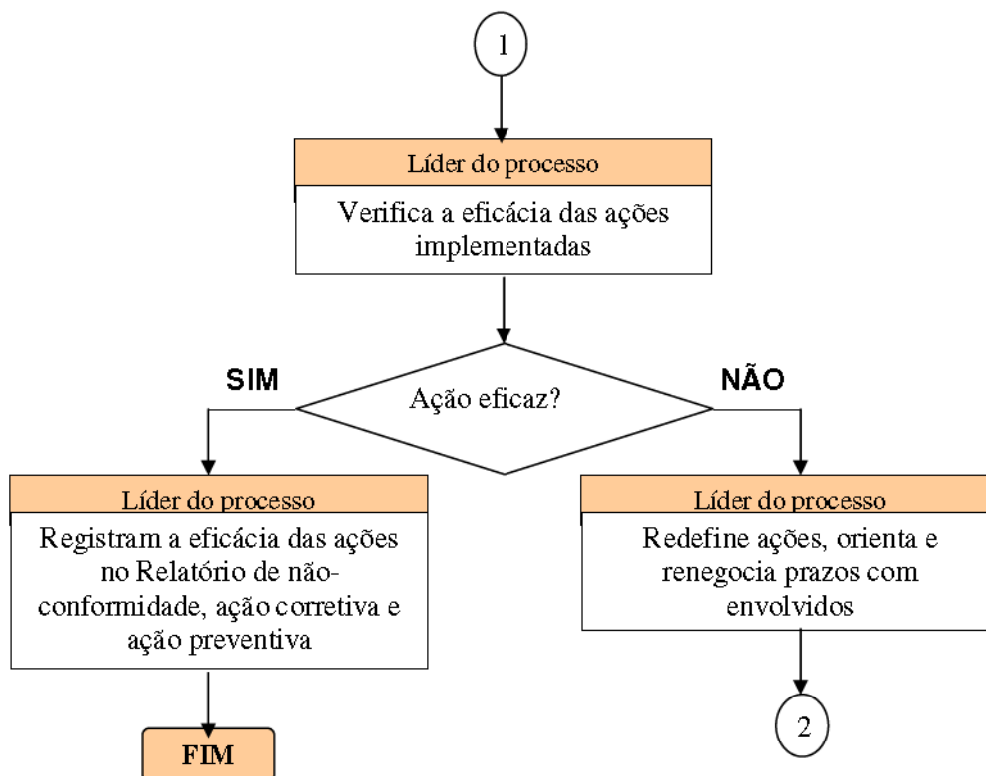 1
Líder do processo
Verifica a eficácia das ações
implementadas
SIM
Ação eficaz?
NÃO
Líder do processo
Registram a eficácia das ações
no Relatório de não-
conformidade, ação corretiva e
ação preventiva
Líder do processo
Redefine ações, orienta e
renegocia prazos com
envolvidos
FIM
2